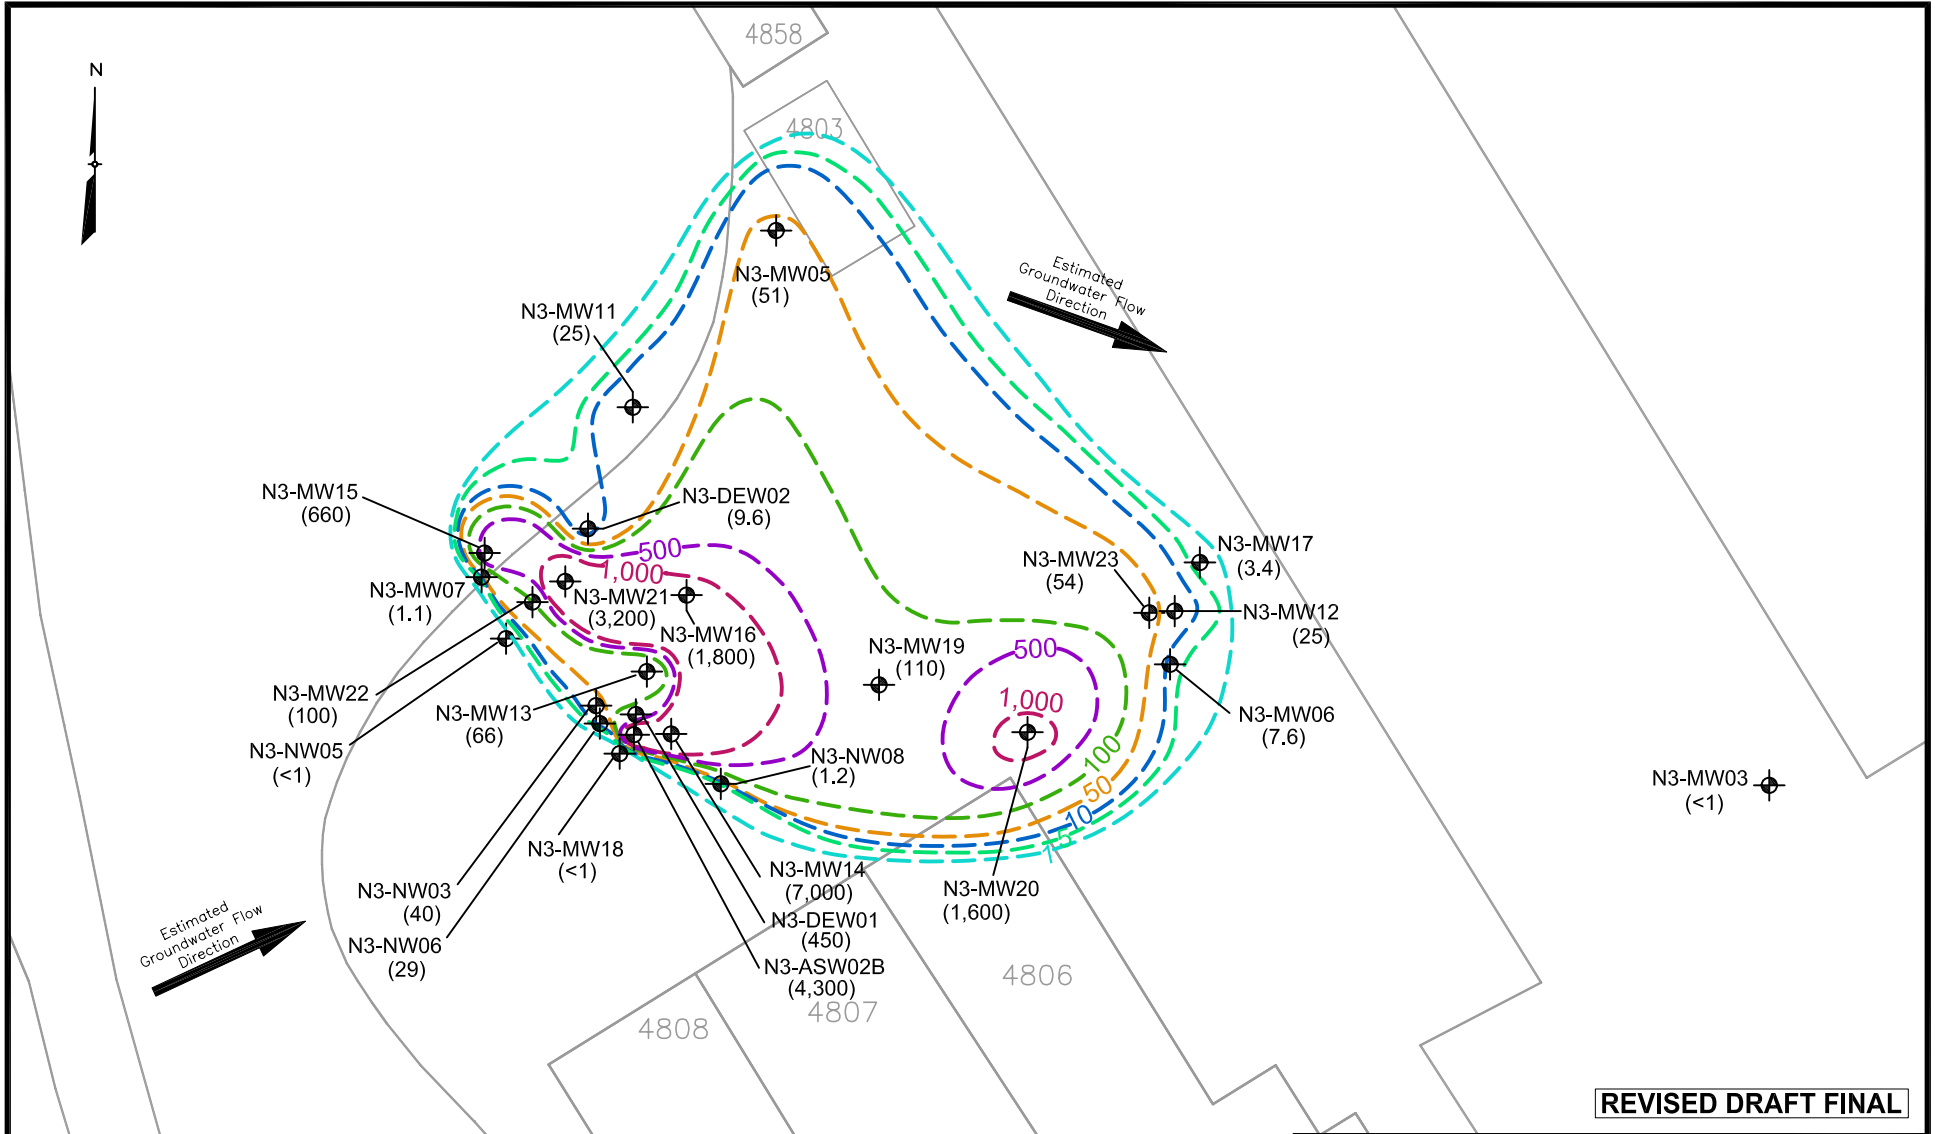 4858
N
4803
N3-MW05
(51)
Estimated
Groundwater Flow
Direction
N3-MW11
(25)
N3-MW15
(660)
N3-DEW02
(9.6)
500
1,000
N3-MW17
(3.4)
N3-MW23
(54)
N3-MW07
(1.1)
N3-MW21
(3,200)
N3-MW12
(25)
N3-MW16
(1,800)
N3-MW19
(110)
500
N3-MW22
(100)
1,000
N3-MW13
(66)
N3-MW06
(7.6)
N3-NW05
(<1)
N3-NW08
(1.2)
100
50
10
5
1
N3-MW03
(<1)
N3-MW18
(<1)
N3-MW14
(7,000)
N3-NW03
(40)
N3-MW20
(1,600)
N3-DEW01
(450)
Estimated
Groundwater Flow
Direction
N3-NW06
(29)
N3-ASW02B
(4,300)
4806
4807
4808
REVISED DRAFT FINAL